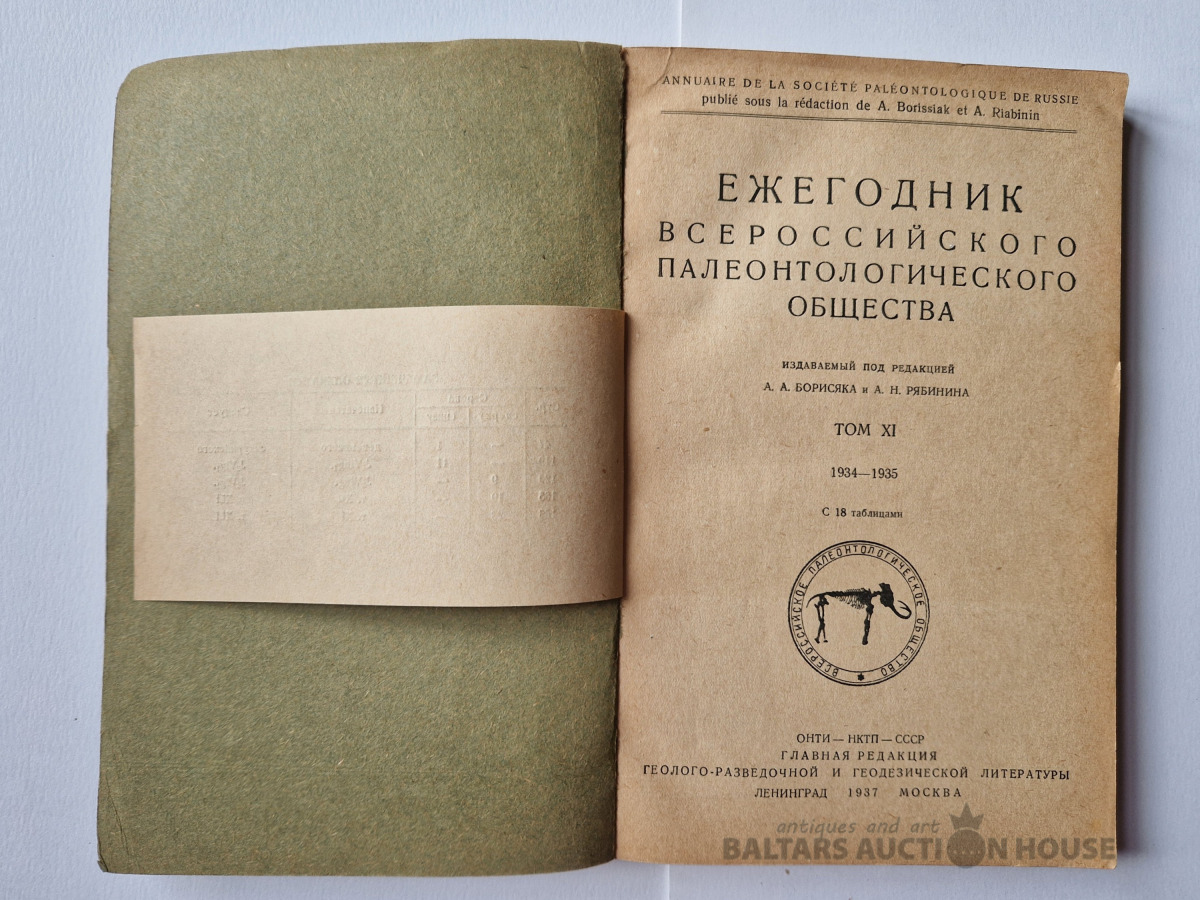 ANNUAIRE DE LA SOCIÉTÉ PALÉONTOLOGIQUE DE RUSSIE
publié sous la rédaction de A. Borissiak et A. Riabinin
ЕЖЕГОДНИК
ВСЕРОССИЙСКОГО
ПАЛЕОНТОЛОГИЧЕСКОГО
ОБЩЕСТВА
ИЗДАВАЕМЫЙ ПОД РЕДАКЦИЕЙ
А. А. БОРИСЯКА и А. Н. РЯБИНИНА
ТОМ XI
1934—1935
С 18 таблицами
ВСЕРОССИЙСКОЕ ПАЛЕОНТОЛОГИЧЕСКОЕ ОБЩЕСТВО
ОНТИ — НКТП — СССР
ГЛАВНАЯ РЕДАКЦИЯ
ГЕОЛОГО-РАЗВЕДОЧНОЙ И ГЕОДЕЗИЧЕСКОЙ ЛИТЕРАТУРЫ
ЛЕНИНГРАД 1937 МОСКВА
antiques and art
BALTARS AUCTION HOUSE